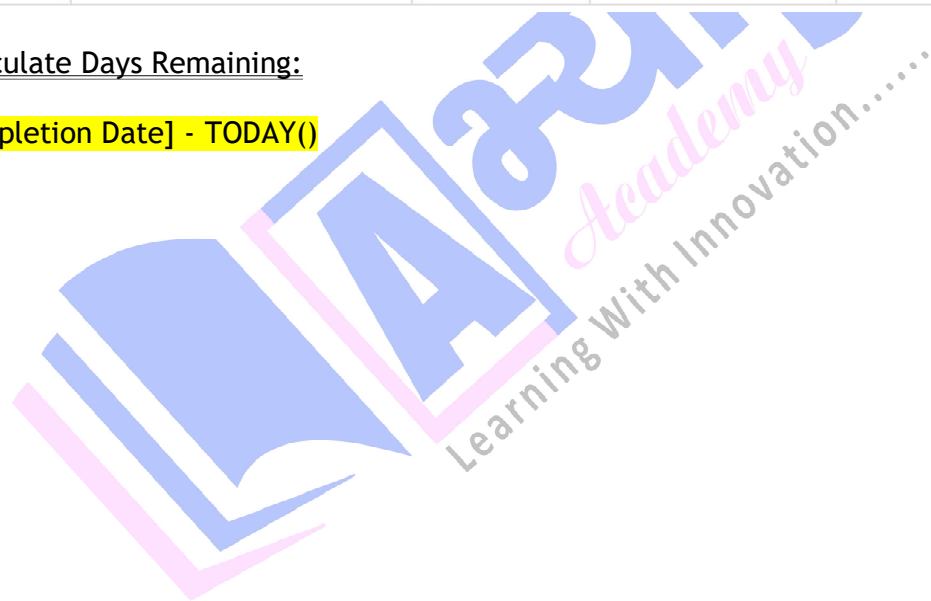 culate Days Remaining:
pletion Date] - TODAY()
A
Academy
Learning With Innovation......